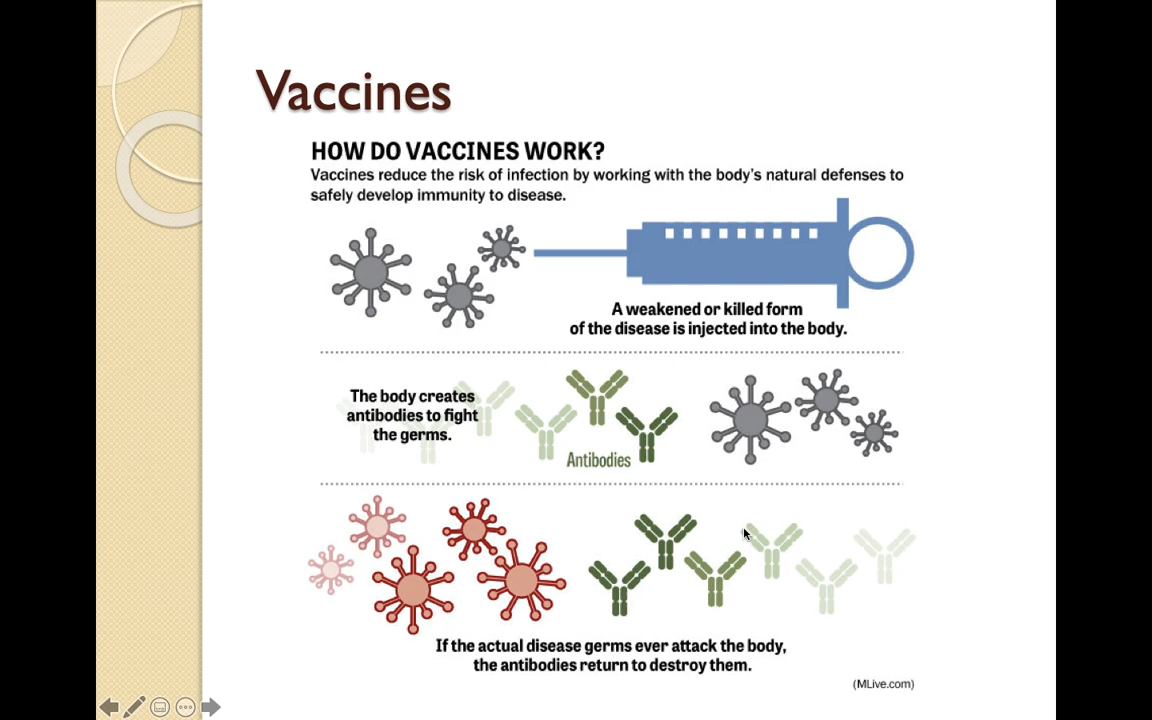 Vaccines
HOW DO VACCINES WORK?
Vaccines reduce the risk of infection by working with the body's natural defenses to
safely develop immunity to disease.
A weakened or killed form
of the disease is injected into the body.
The body creates
antibodies to fight
the germs.
Antibodies
If the actual disease germs ever attack the body,
the antibodies return to destroy them.
(MLive.com)